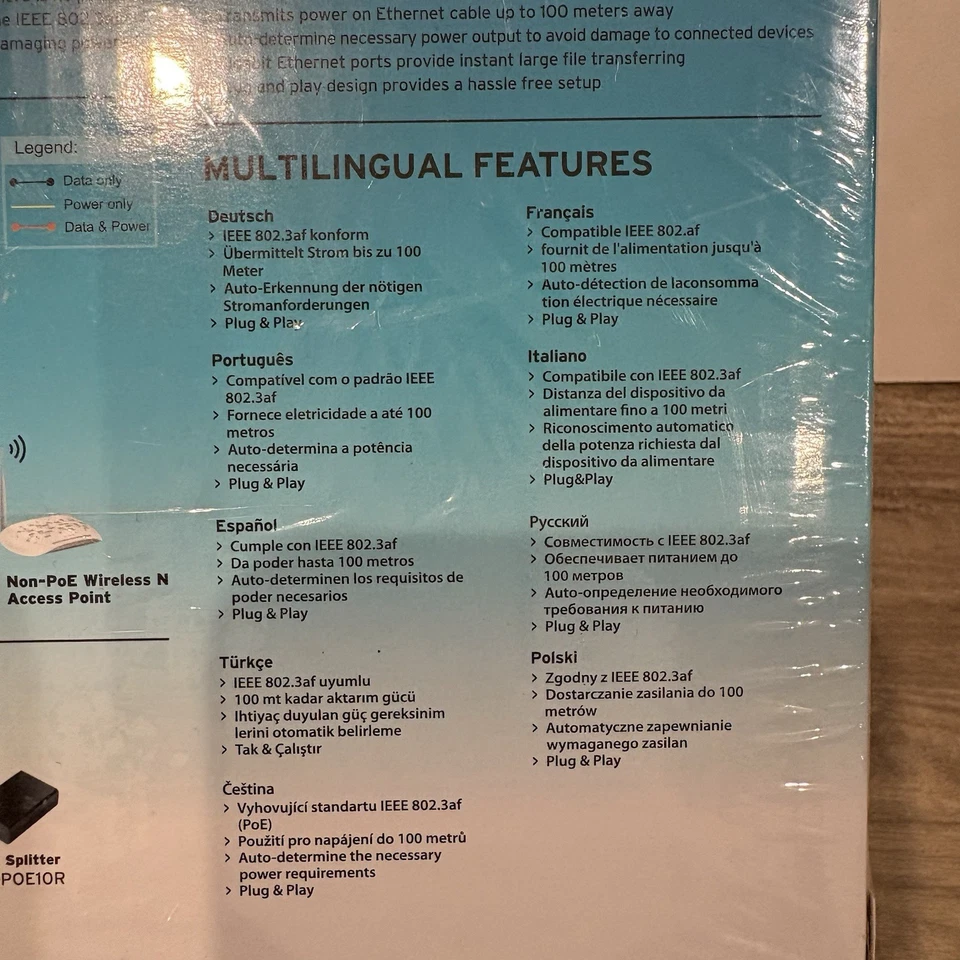 e IEEE 802
transmits power on Ethernet cable up to 100 meters away
amaging power
auto-determine necessary power output to avoid damage to connected devices
Ethernet ports provide instant large file transferring
and play design provides a hassle free setup
Legend:
Data only
Power only
Data & Power
MULTILINGUAL FEATURES
Deutsch
> IEEE 802.3af konform
> Übermittelt Strom bis zu 100
Meter
> Auto-Erkennung der nötigen
Stromanforderungen
> Plug & Play
Français
> Compatible IEEE 802.af
> fournit de l'alimentation jusqu'à
100 mètres
> Auto-détection de laconsomma
tion électrique nécessaire
> Plug & Play
Português
> Compatível com o padrão IEEE
802.3af
> Fornece eletricidade a até 100
metros
> Auto-determina a potência
necessária
> Plug & Play
Italiano
> Compatibile con IEEE 802.3af
> Distanza del dispositivo da
alimentare fino a 100 metri
> Riconoscimento automatico
della potenza richiesta dal
dispositivo da alimentare
> Plug&Play
Español
> Cumple con IEEE 802.3af
> Da poder hasta 100 metros
> Auto-determinen los requisitos de
poder necesarios
> Plug & Play
Русский
> Совместимость с IEEE 802.3af
> Обеспечивает питанием до
100 метров
> Auto-определение необходимого
требования к питанию
> Plug & Play
Türkçe
> IEEE 802.3af uyumlu
> 100 mt kadar aktarım gücü
> Ihtiyaç duyulan güç gereksinim
lerini otomatik belirleme
> Tak & Çalıştır
Polski
> Zgodny z IEEE 802.3af
> Dostarczanie zasilania do 100
metrów
> Automatyczne zapewnianie
wymaganego zasilan
> Plug & Play
Čeština
> Vyhovující standartu IEEE 802.3af
(PoE)
> Použití pro napájení do 100 metrů
> Auto-determine the necessary
power requirements
> Plug & Play
Non-PoE Wireless N
Access Point
Splitter
POE10R